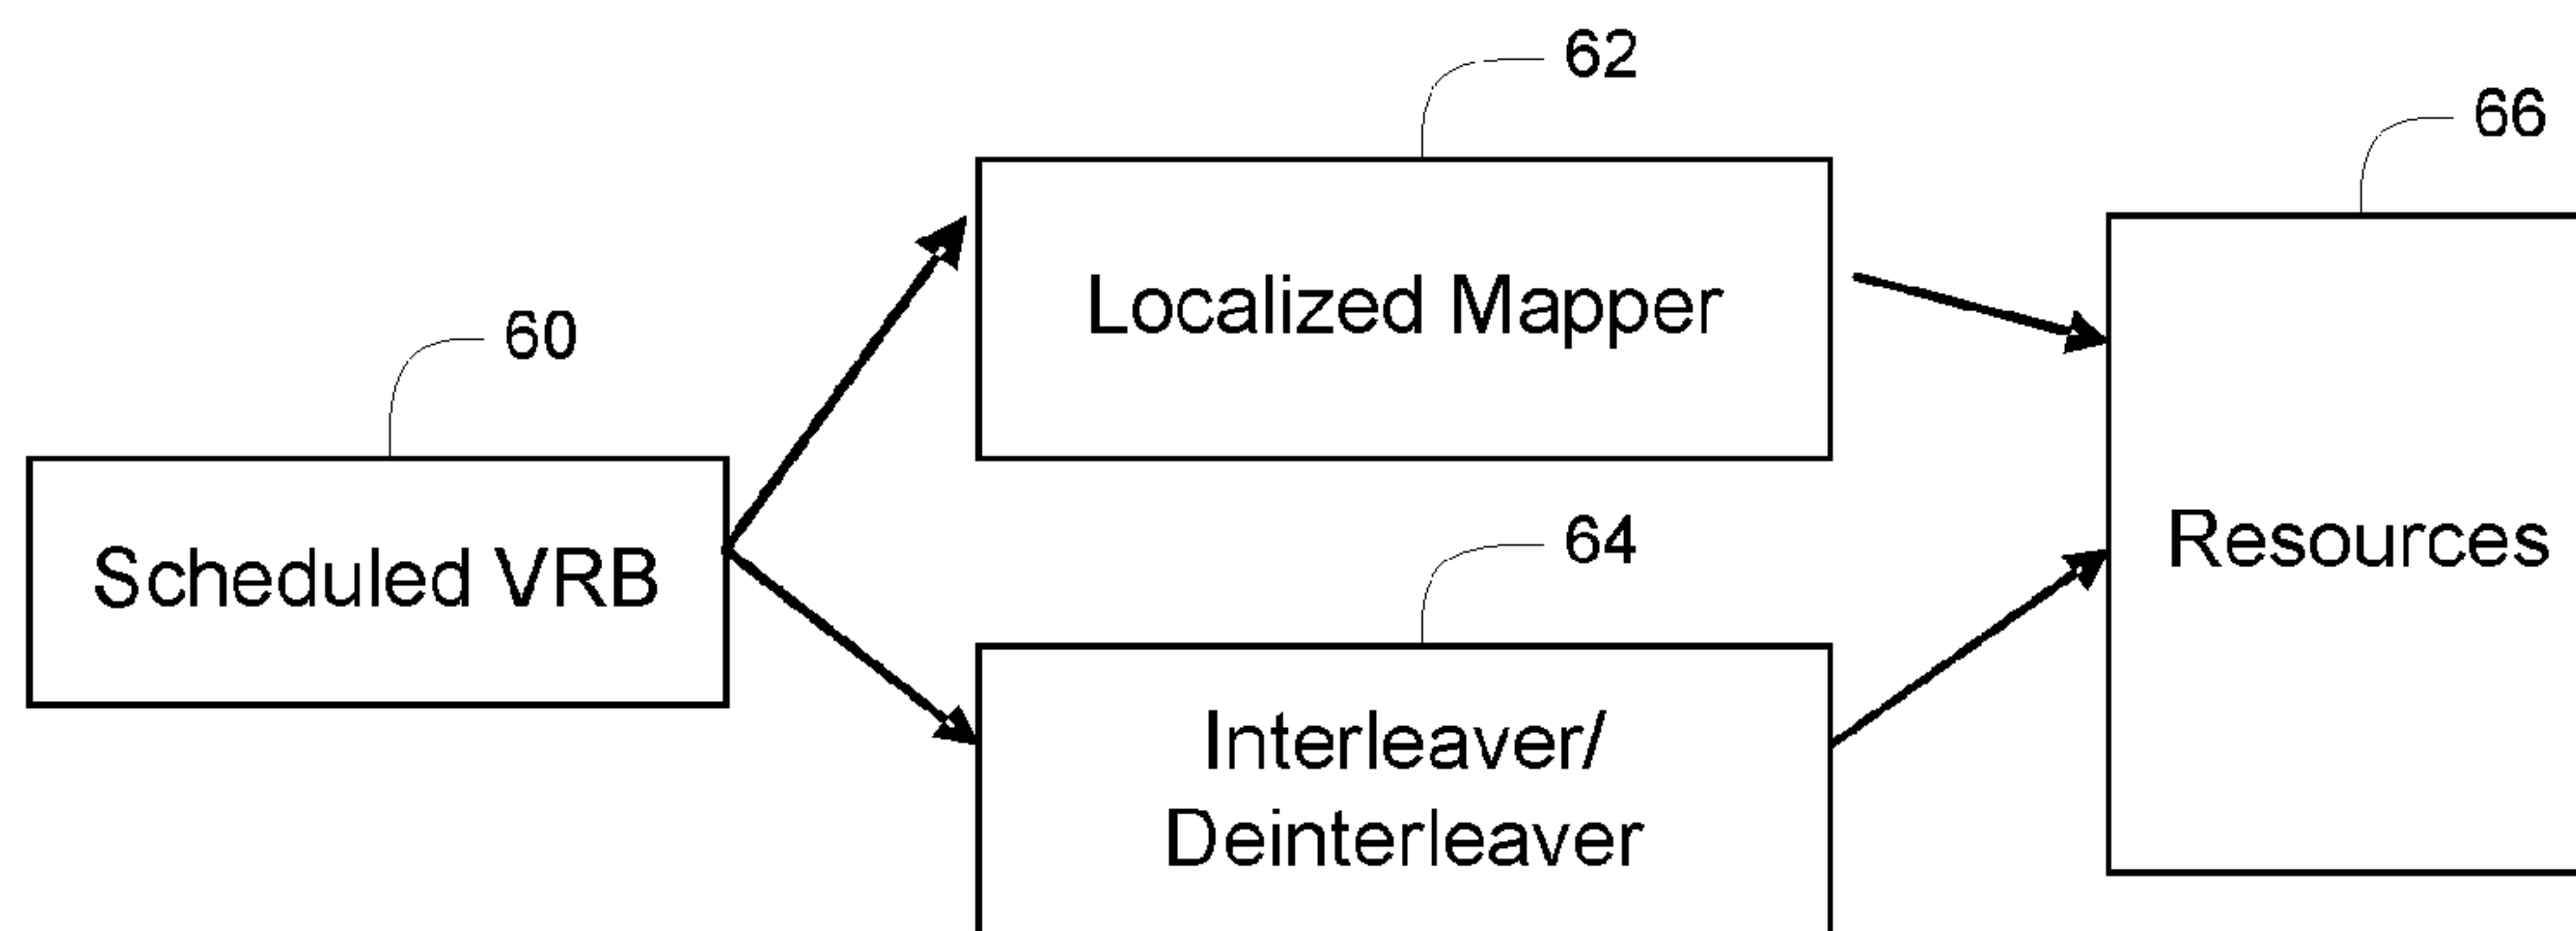 62
66
60
Localized Mapper
Scheduled VRB
64
Resources
Interleaver/
Deinterleaver